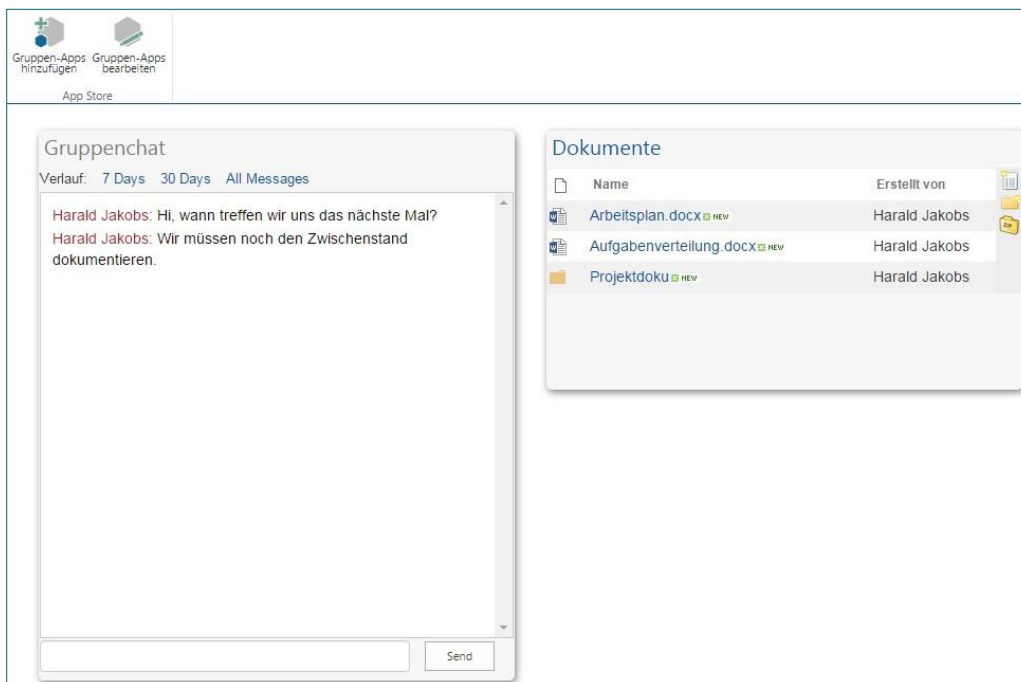 Gruppen-Apps hinzufügen
Gruppen-Apps bearbeiten
App Store
Gruppenchat
Verlauf: 7 Days 30 Days All Messages
Harald Jakobs: Hi, wann treffen wir uns das nächste Mal?
Harald Jakobs: Wir müssen noch den Zwischenstand
dokumentieren.
Send
Dokumente
Name Erstellt von
Arbeitsplan.docx NEW Harald Jakobs
Aufgabenverteilung.docx NEW Harald Jakobs
Projektdoku NEW Harald Jakobs
ZIP